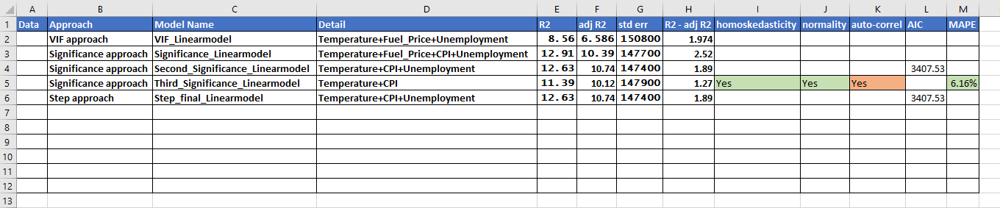 A B C D E F G H I J K L M
1 Data Approach Model Name Detail R2 adj R2 std err R2 - adj R2 homoskedasticity normality auto-correl AIC MAPE
2 VIF approach VIF_Linearmodel Temperature+Fuel_Price+Unemployment 8.56 6.586 150800 1.974
3 Significance approach Significance_Linearmodel Temperature+Fuel_Price+CPI+Unemployment 12.91 10.39 147700 2.52
4 Significance approach Second_Significance_Linearmodel Temperature+CPI+Unemployment 12.63 10.74 147400 1.89 3407.53
5 Significance approach Third_Significance_Linearmodel Temperature+CPI 11.39 10.12 147900 1.27 Yes Yes Yes 6.16%
6 Step approach Step_final_Linearmodel Temperature+CPI+Unemployment 12.63 10.74 147400 1.89 3407.53
7
8
9
10
11
12
13